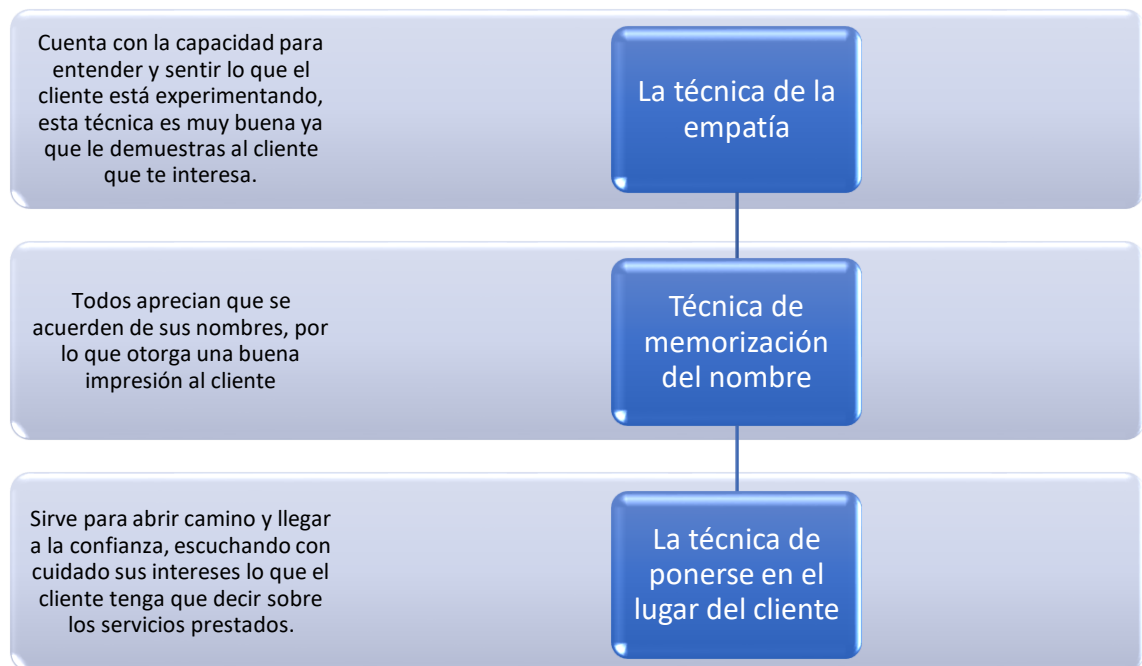 Cuenta con la capacidad para
entender y sentir lo que el
cliente está experimentando,
esta técnica es muy buena ya
que le demuestras al cliente
que te interesa.
La técnica de la
empatía
Todos aprecian que se
acuerden de sus nombres, por
lo que otorga una buena
impresión al cliente
Técnica de
memorización
del nombre
Sirve para abrir camino y llegar
a la confianza, escuchando con
cuidado sus intereses lo que el
cliente tenga que decir sobre
los servicios prestados.
La técnica de
ponerse en el
lugar del cliente